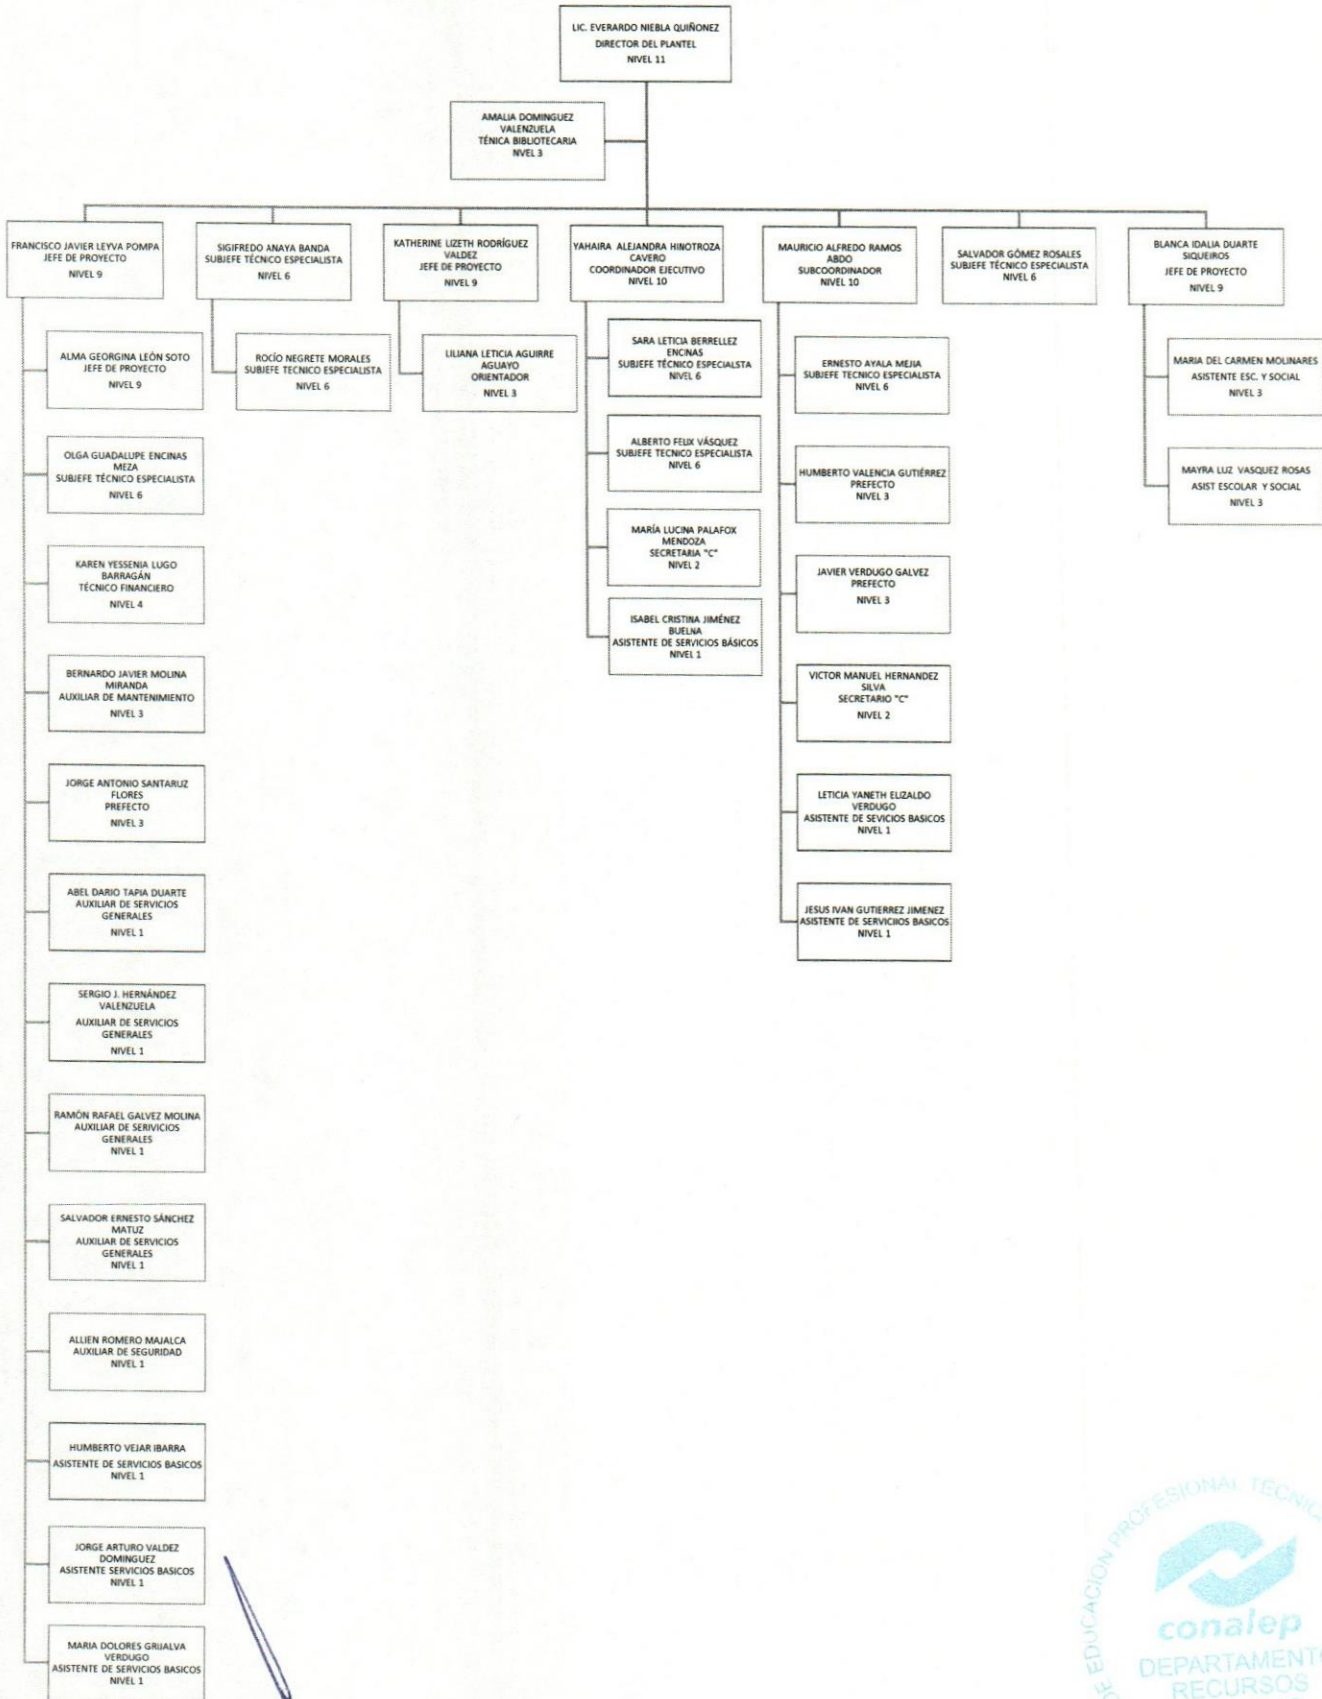 LIC. EVERARDO NIEBLA QUIÑONEZ
DIRECTOR DEL PLANTEL
NIVEL 11
AMALIA DOMINGUEZ
VALENZUELA
TÉNICA BIBLIOTECARIA
NVEL 3
FRANCISCO JAVIER LEYVA POMPA
JEFE DE PROYECTO
NIVEL 9
SIGIFREDO ANAYA BANDA
SUBJEFE TÉCNICO ESPECIALISTA
NIVEL 6
KATHERINE LIZETH RODRÍGUEZ
VALDEZ
JEFE DE PROYECTO
NIVEL 9
YAHAIRA ALEJANDRA HINOTROZA
CAVERO
COORDINADOR EJECUTIVO
NIVEL 10
MAURICIO ALFREDO RAMOS
ABDO
SUBCOORDINADOR
NIVEL 10
SALVADOR GÓMEZ ROSALES
SUBJEFE TÉCNICO ESPECIALISTA
NIVEL 6
BLANCA IDALIA DUARTE
SIQUEIROS
JEFE DE PROYECTO
NIVEL 9
ALMA GEORGINA LEÓN SOTO
JEFE DE PROYECTO
NIVEL 9
OLGA GUADALUPE ENCINAS
MEZA
SUBJEFE TÉCNICO ESPECIALISTA
NIVEL 6
KAREN YESSENIA LUGO
BARRAGÁN
TÉCNICO FINANCIERO
NIVEL 4
BERNARDO JAVIER MOLINA
MIRANDA
AUXILIAR DE MANTENIMIENTO
NIVEL 3
JORGE ANTONIO SANTARUZ
FLORES
PREFECTO
NIVEL 3
ABEL DARIO TAPIA DUARTE
AUXILIAR DE SERVICIOS
GENERALES
NIVEL 1
SERGIO J. HERNÁNDEZ
VALENZUELA
AUXILIAR DE SERVICIOS
GENERALES
NIVEL 1
RAMÓN RAFAEL GALVEZ MOLINA
AUXILIAR DE SERIVICIOS
GENERALES
NIVEL 1
SALVADOR ERNESTO SÁNCHEZ
MATUZ
AUXILIAR DE SERVICIOS
GENERALES
NIVEL 1
ALLIEN ROMERO MAJALCA
AUXILIAR DE SEGURIDAD
NIVEL 1
HUMBERTO VEJAR IBARRA
ASISTENTE DE SERVICIOS BASICOS
NIVEL 1
JORGE ARTURO VALDEZ
DOMINGUEZ
ASISTENTE SERVICIOS BASICOS
NIVEL 1
MARIA DOLORES GRIJALVA
VERDUGO
ASISTENTE DE SERVICIOS BASICOS
NIVEL 1
ROCÍO NEGRETE MORALES
SUBJEFE TECNICO ESPECIALISTA
NIVEL 6
LILIANA LETICIA AGUIRRE
AGUAYO
ORIENTADOR
NIVEL 3
SARA LETICIA BERRELLEZ
ENCINAS
SUBJEFE TÉCNICO ESPECIALSTA
NIVEL 6
ALBERTO FELIX VÁSQUEZ
SUBJEFE TECNICO ESPECIALISTA
NIVEL 6
MARÍA LUCINA PALAFOX
MENDOZA
SECRETARIA "C"
NIVEL 2
ISABEL CRISTINA JIMÉNEZ
BUELNA
ASISTENTE DE SERVICIOS BÁSICOS
NIVEL 1
ERNESTO AYALA MEJIA
SUBJEFE TECNICO ESPECIALISTA
NIVEL 6
HUMBERTO VALENCIA GUTIÉRREZ
PREFECTO
NIVEL 3
JAVIER VERDUGO GALVEZ
PREFECTO
NIVEL 3
VICTOR MANUEL HERNANDEZ
SILVA
SECRETARIO "C"
NIVEL 2
LETICIA YANETH ELIZALDO
VERDUGO
ASISTENTE DE SEVICIOS BASICOS
NIVEL 1
JESUS IVAN GUTIERREZ JIMENEZ
ASISTENTE DE SERVICIIOS BASICOS
NIVEL 1
MARIA DEL CARMEN MOLINARES
ASISTENTE ESC. Y SOCIAL
NIVEL 3
MAYRA LUZ VASQUEZ ROSAS
ASIST ESCOLAR Y SOCIAL
NIVEL 3
DE EDUCACION PROFESIONAL TECNICA
conalep
DEPARTAMENTO
RECURSOS